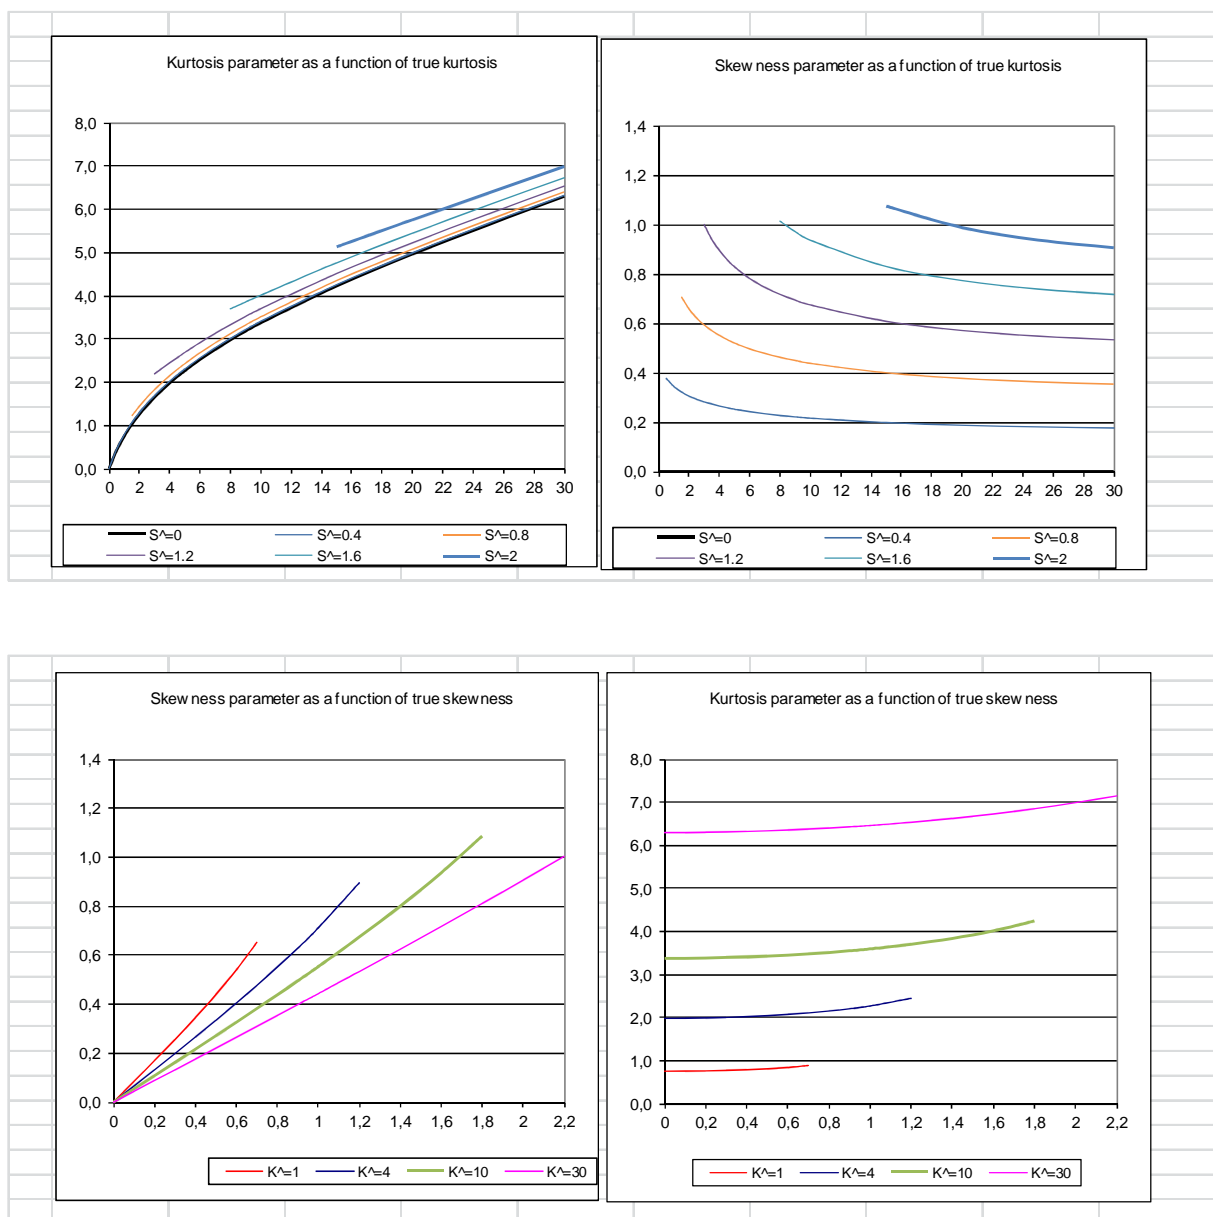 Kurtosis parameter as a function of true kurtosis
8,0
7,0
6,0
5,0
4,0
3,0
2,0
1,0
0,0
0 2 4 6 8 10 12 14 16 18 20 22 24 26 28 30
S^=0 S^=0.4 S^=0.8
S^=1.2 S^=1.6 S^=2
Skew ness parameter as a function of true kurtosis
1,4
1,2
1,0
0,8
0,6
0,4
0,2
0,0
0 2 4 6 8 10 12 14 16 18 20 22 24 26 28 30
S^=0 S^=0.4 S^=0.8
S^=1.2 S^=1.6 S^=2
Skew ness parameter as a function of true skew ness
1,4
1,2
1,0
0,8
0,6
0,4
0,2
0,0
0 0,2 0,4 0,6 0,8 1 1,2 1,4 1,6 1,8 2 2,2
K^=1 K^=4 K^=10 K^=30
Kurtosis parameter as a function of true skew ness
8,0
7,0
6,0
5,0
4,0
3,0
2,0
1,0
0,0
0 0,2 0,4 0,6 0,8 1 1,2 1,4 1,6 1,8 2 2,2
K^=1 K^=4 K^=10 K^=30